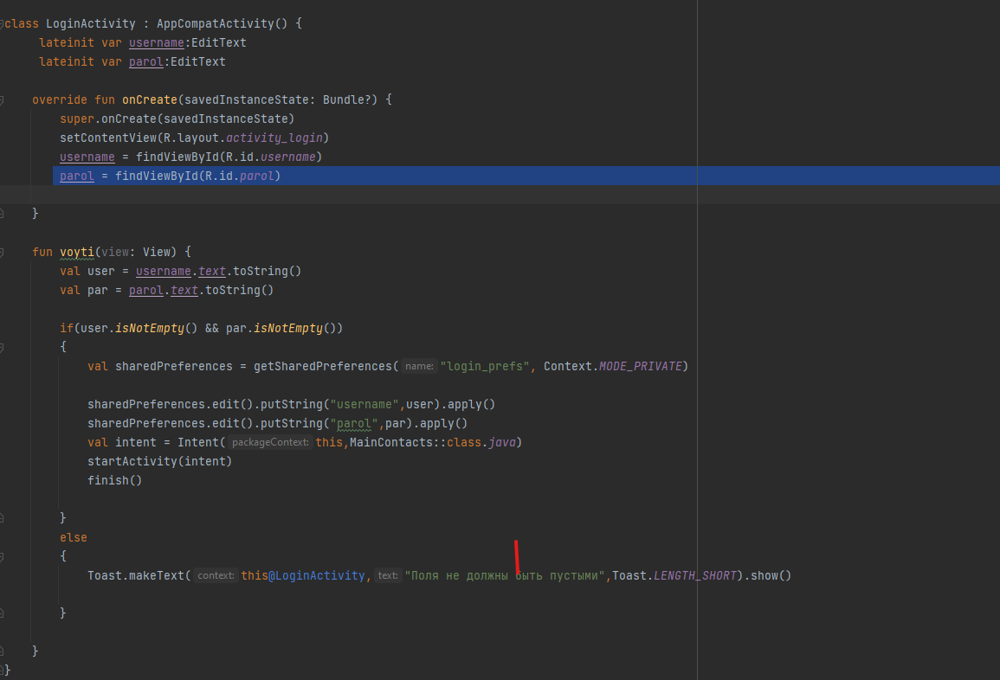 class LoginActivity : AppCompatActivity() {
lateinit var username:EditText
lateinit var parol:EditText
override fun onCreate(savedInstanceState: Bundle?) {
super.onCreate(savedInstanceState)
setContentView(R.layout.activity_login)
username = findViewById(R.id.username)
parol = findViewById(R.id.parol)
}
fun voyti(view: View) {
val user = username.text.toString()
val par = parol.text.toString()
if(user.isNotEmpty() && par.isNotEmpty())
{
val sharedPreferences = getSharedPreferences( name: "login_prefs", Context.MODE_PRIVATE)
sharedPreferences.edit().putString("username",user).apply()
sharedPreferences.edit().putString("parol",par).apply()
val intent = Intent( packageContext: this,MainContacts::class.java)
startActivity(intent)
finish()
}
else
{
Toast.makeText( context: this@LoginActivity, text: "Поля не должны быть пустыми",Toast.LENGTH_SHORT).show()
}
}
}